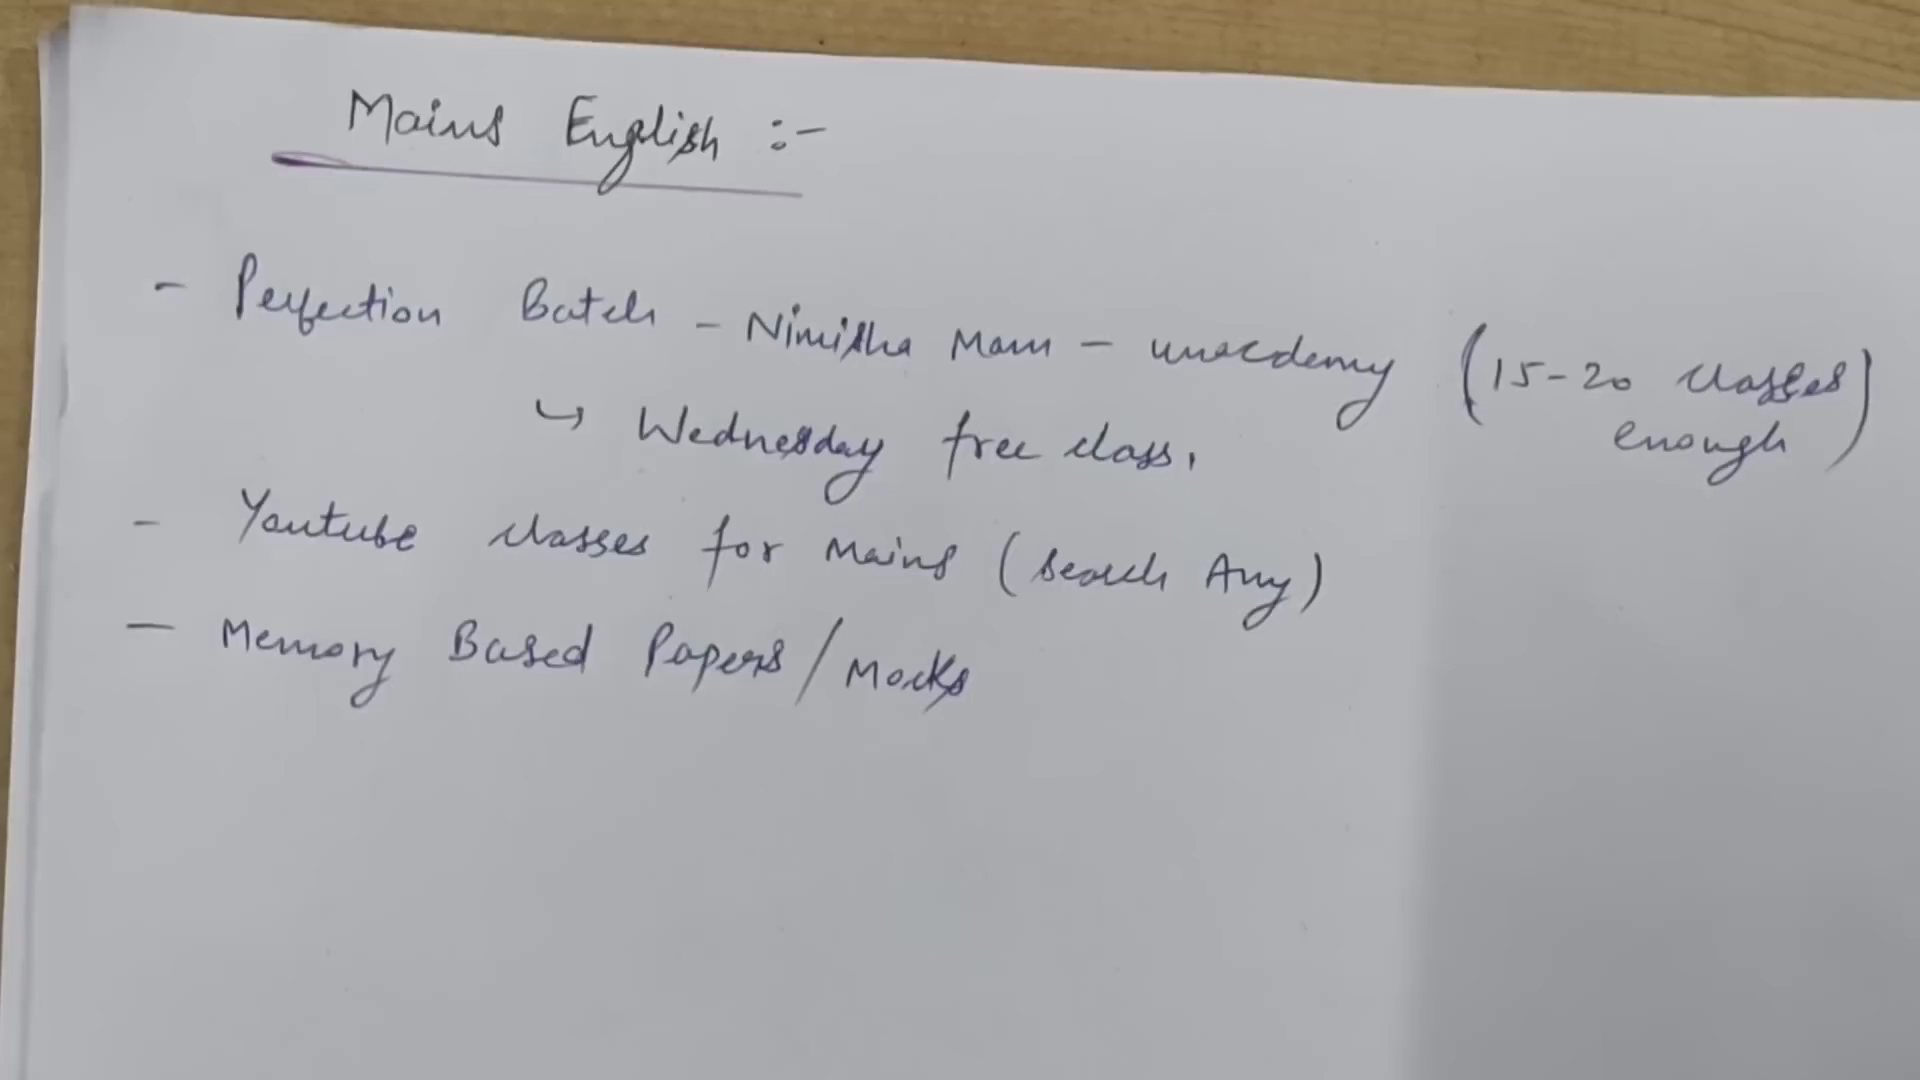 Mains English :-
- Perfection Batch - Nimisha Mam - unacdemy (15-20 classes enough)
↳ Wednesday free class.
- Youtube classes for Mains (Search Any)
- Memory Based Papers / Mocks